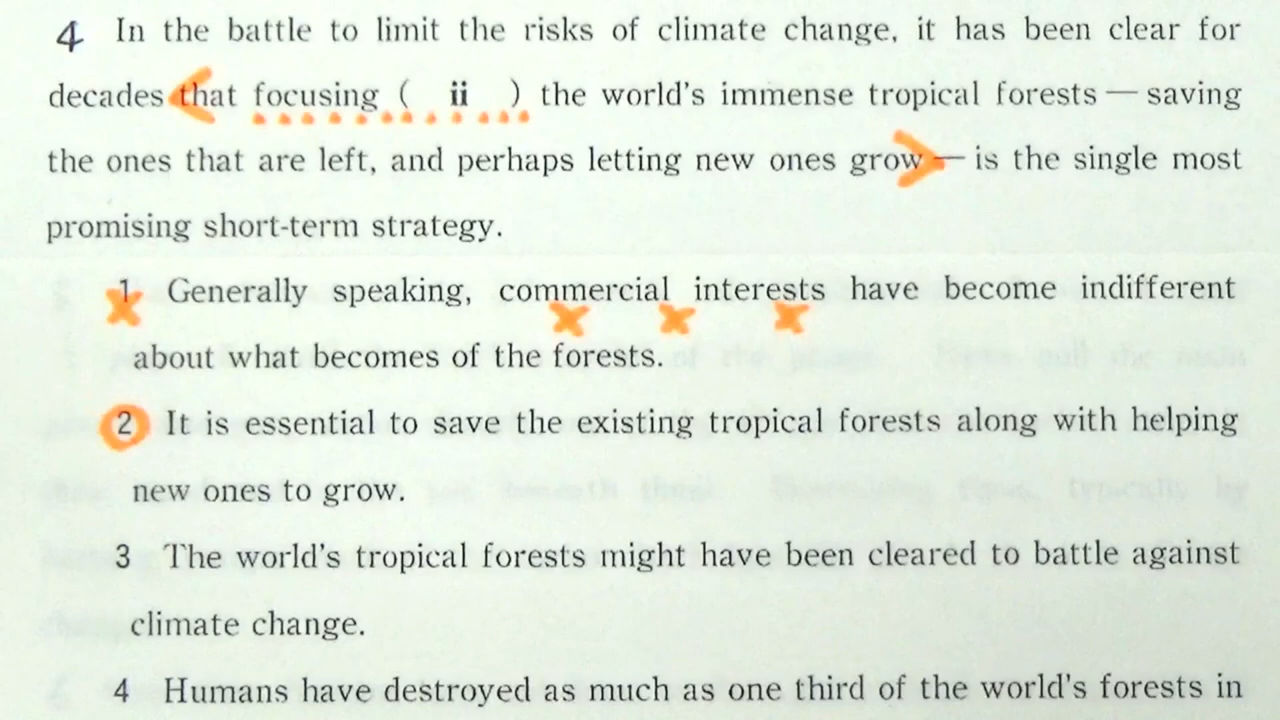 4 In the battle to limit the risks of climate change, it has been clear for
decades that focusing ( ii ) the world's immense tropical forests — saving
the ones that are left, and perhaps letting new ones grow — is the single most
promising short-term strategy.
1 Generally speaking, commercial interests have become indifferent
about what becomes of the forests.
2 It is essential to save the existing tropical forests along with helping
new ones to grow.
3 The world's tropical forests might have been cleared to battle against
climate change.
4 Humans have destroyed as much as one third of the world's forests in